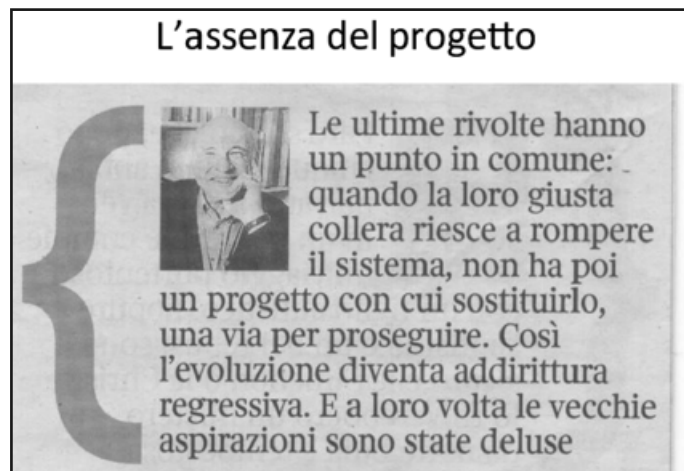 L'assenza del progetto
Le ultime rivolte hanno
un punto in comune:
quando la loro giusta
collera riesce a rompere
il sistema, non ha poi
un progetto con cui sostituirlo,
una via per proseguire. Così
l'evoluzione diventa addirittura
regressiva. E a loro volta le vecchie
aspirazioni sono state deluse